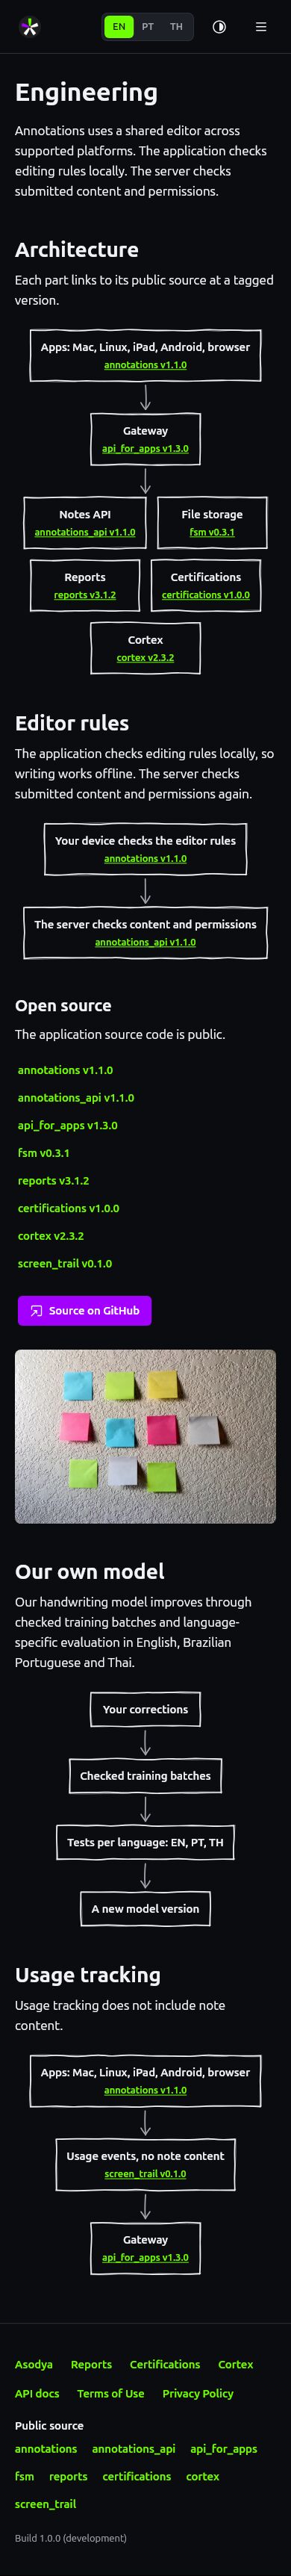 EN PT TH
Engineering
Annotations uses a shared editor across
supported platforms. The application checks
editing rules locally. The server checks
submitted content and permissions.
Architecture
Each part links to its public source at a tagged
version.
Apps: Mac, Linux, iPad, Android, browser
annotations v1.1.0
Gateway
api_for_apps v1.3.0
Notes API
annotations_api v1.1.0
File storage
fsm v0.3.1
Reports
reports v3.1.2
Certifications
certifications v1.0.0
Cortex
cortex v2.3.2
Editor rules
The application checks editing rules locally, so
writing works offline. The server checks
submitted content and permissions again.
Your device checks the editor rules
annotations v1.1.0
The server checks content and permissions
annotations_api v1.1.0
Open source
The application source code is public.
annotations v1.1.0
annotations_api v1.1.0
api_for_apps v1.3.0
fsm v0.3.1
reports v3.1.2
certifications v1.0.0
cortex v2.3.2
screen_trail v0.1.0
Source on GitHub
Our own model
Our handwriting model improves through
checked training batches and language-
specific evaluation in English, Brazilian
Portuguese and Thai.
Your corrections
Checked training batches
Tests per language: EN, PT, TH
A new model version
Usage tracking
Usage tracking does not include note
content.
Apps: Mac, Linux, iPad, Android, browser
annotations v1.1.0
Usage events, no note content
screen_trail v0.1.0
Gateway
api_for_apps v1.3.0
Asodya Reports Certifications Cortex
API docs Terms of Use Privacy Policy
Public source
annotations annotations_api api_for_apps
fsm reports certifications cortex
screen_trail
Build 1.0.0 (development)